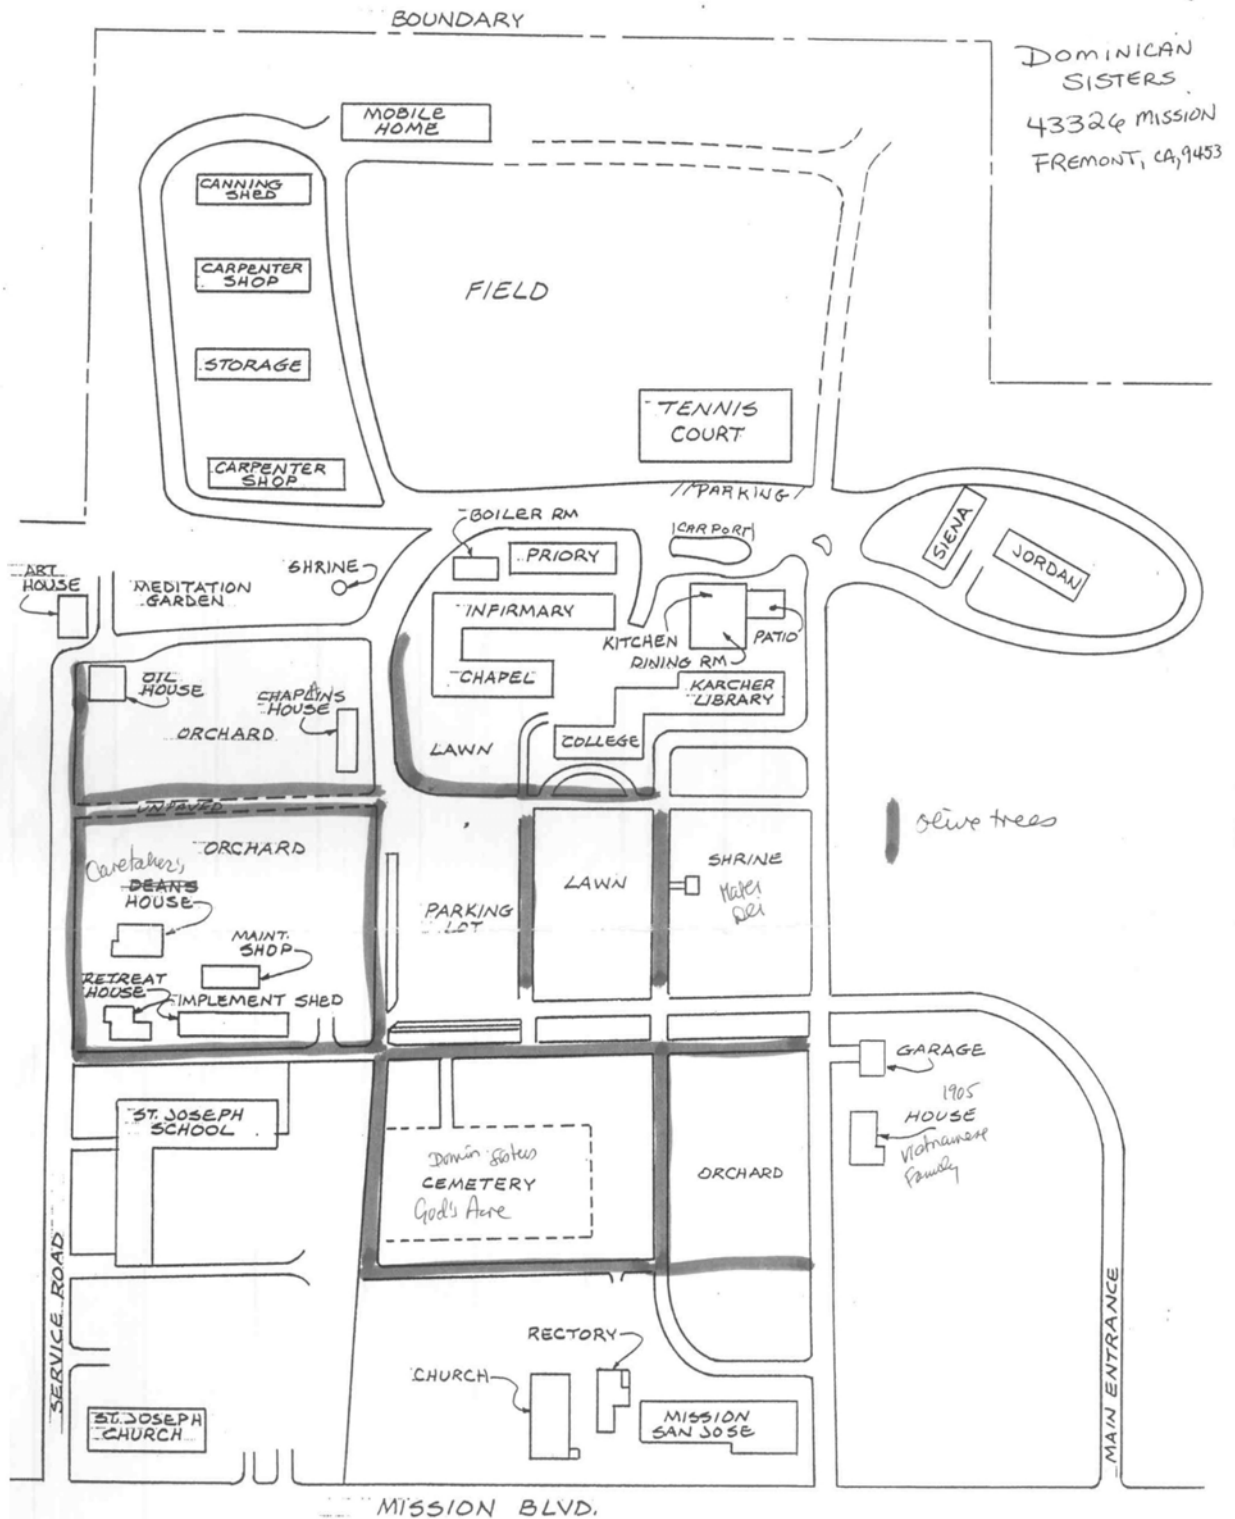 BOUNDARY
DOMINICAN
SISTERS
43326 MISSION
FREMONT, CA, 9453
MOBILE
HOME
CANNING
SHED
CARPENTER
SHOP
FIELD
STORAGE
TENNIS
COURT
CARPENTER
SHOP
PARKING
BOILER RM
CARPORT
SIENA
JORDAN
PRIORY
SHRINE
ART
HOUSE
MEDITATION
GARDEN
INFIRMARY
KITCHEN
PATIO
DINING RM
OIL
HOUSE
CHAPEL
KARCHER
LIBRARY
CHAPLAINS
HOUSE
ORCHARD
LAWN
COLLEGE
UNPAVED
olive trees
ORCHARD
Caretaker's
DEANS
HOUSE
LAWN
SHRINE
Mater
Dei
PARKING
LOT
MAINT.
SHOP
RETREAT
HOUSE
IMPLEMENT SHED
GARAGE
1905
HOUSE
Vietnamese
Family
ST. JOSEPH
SCHOOL
Domin Sisters
CEMETERY
God's Acre
ORCHARD
SERVICE ROAD
MAIN ENTRANCE
RECTORY
CHURCH
ST. JOSEPH
CHURCH
MISSION
SAN JOSE
MISSION BLVD.